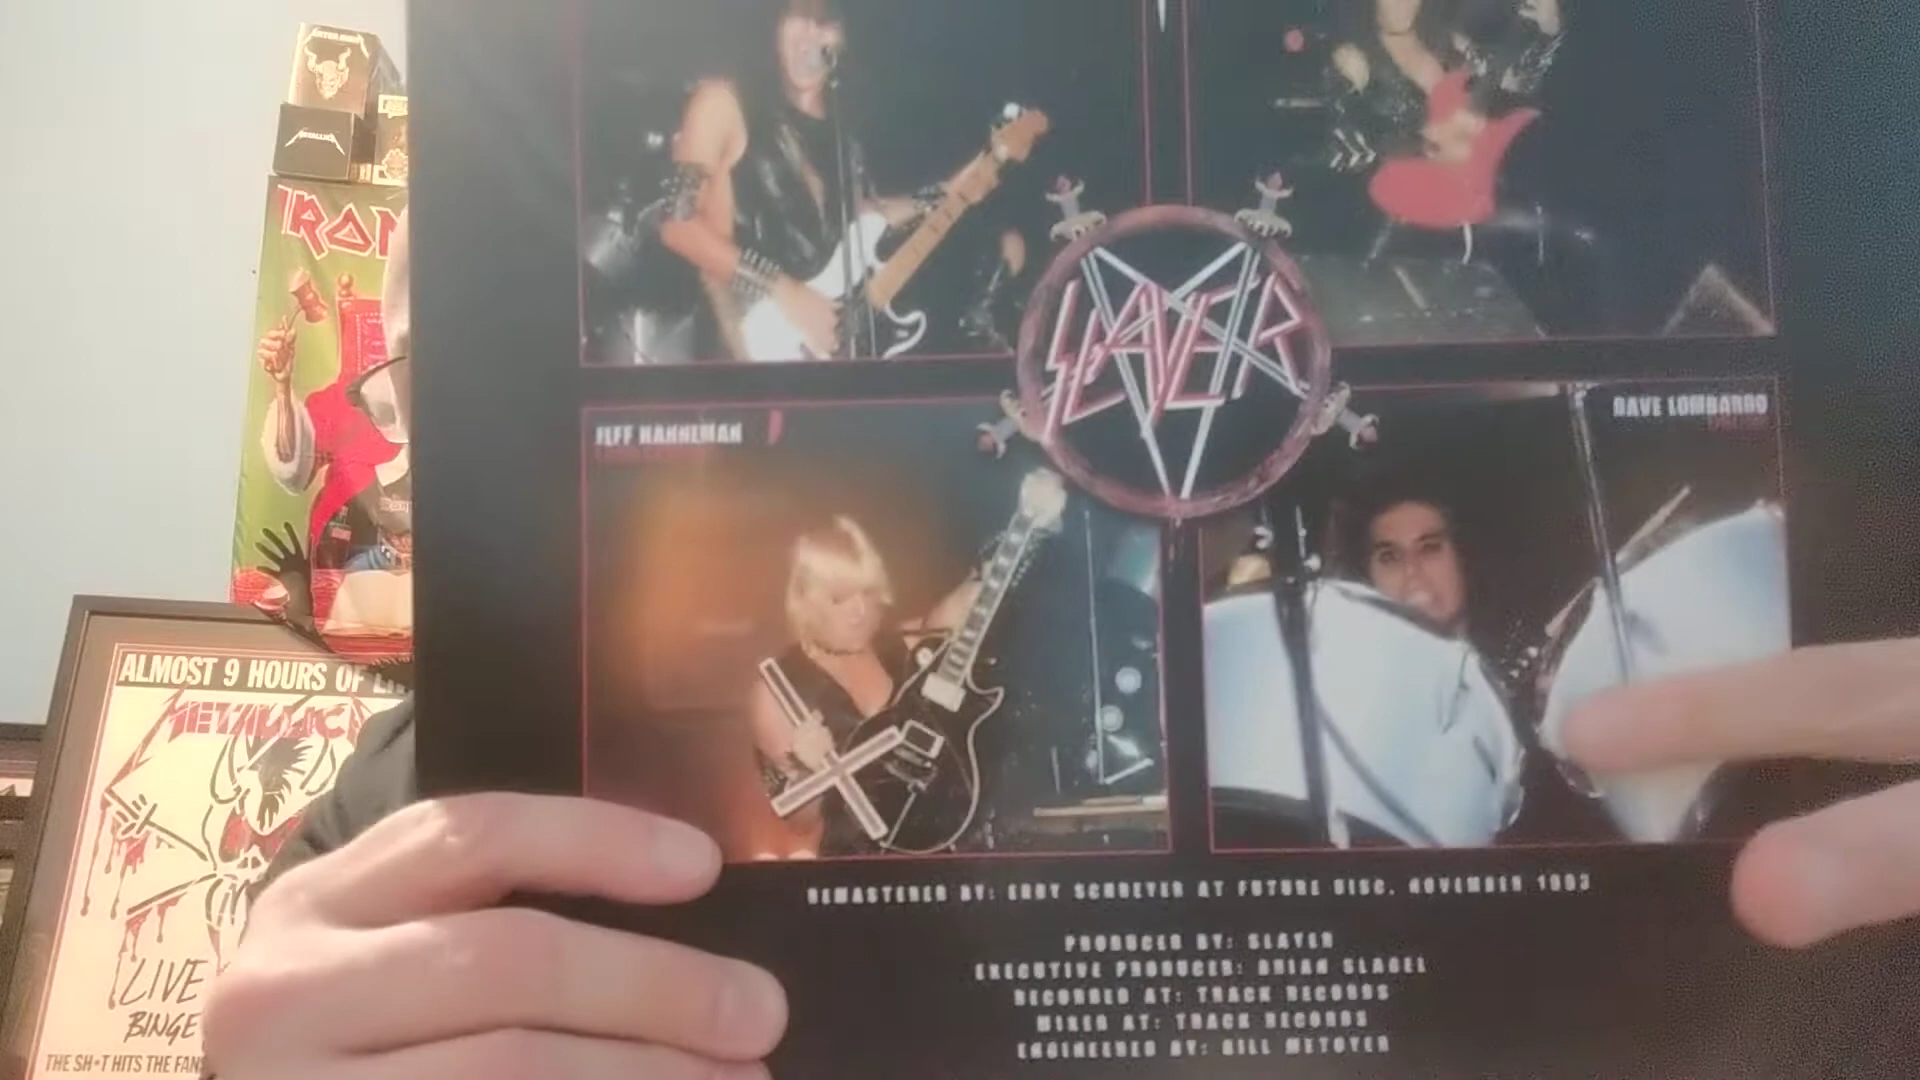 METALLICA
IRON
SLAYER
JEFF HANNEMAN
DAVE LOMBARDO
ALMOST 9 HOURS OF
METALLICA
LIVE
BINGE
THE SH*T HITS THE FAN
REMASTERED BY: EDDY SCHREYER AT FUTURE DISC, NOVEMBER 1993
PRODUCED BY: SLAYER
EXECUTIVE PRODUCER: BRIAN SLAGEL
RECORDED AT: TRACK RECORDS
MIXED AT: TRACK RECORDS
ENGINEERED BY: BILL METOYER